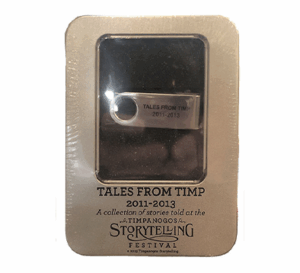 TALES FROM TIMP
2011-2013
TALES FROM TIMP
2011-2013
A collection of stories told at the
TIMPANOGOS
STORYTELLING
FESTIVAL